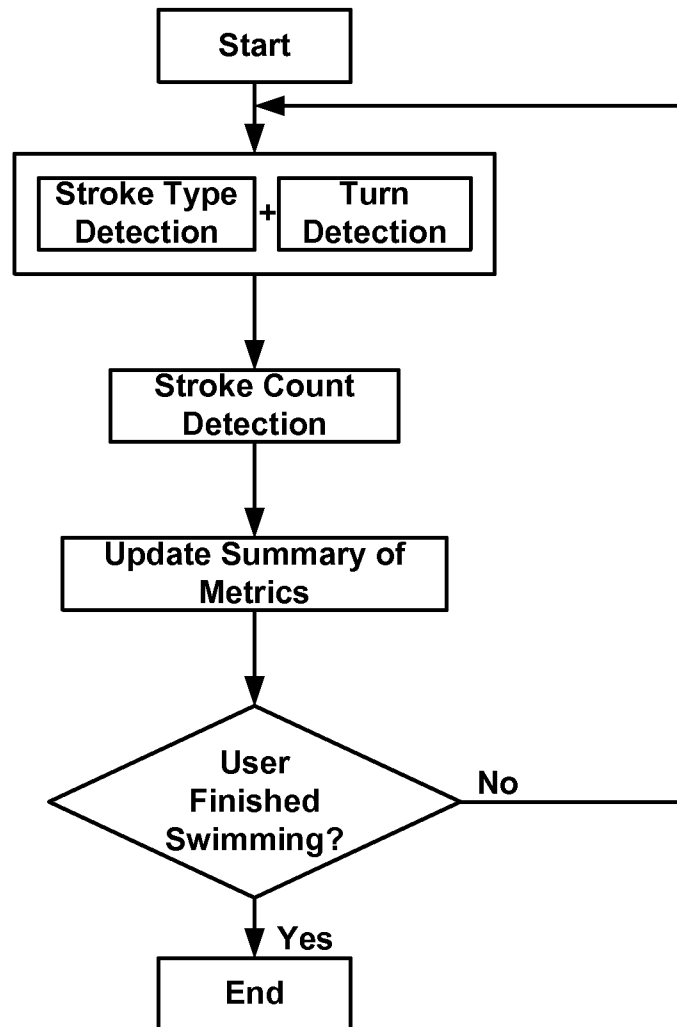 Start
Stroke Type
Detection
+
Turn
Detection
Stroke Count
Detection
Update Summary of
Metrics
User
Finished
Swimming?
No
Yes
End